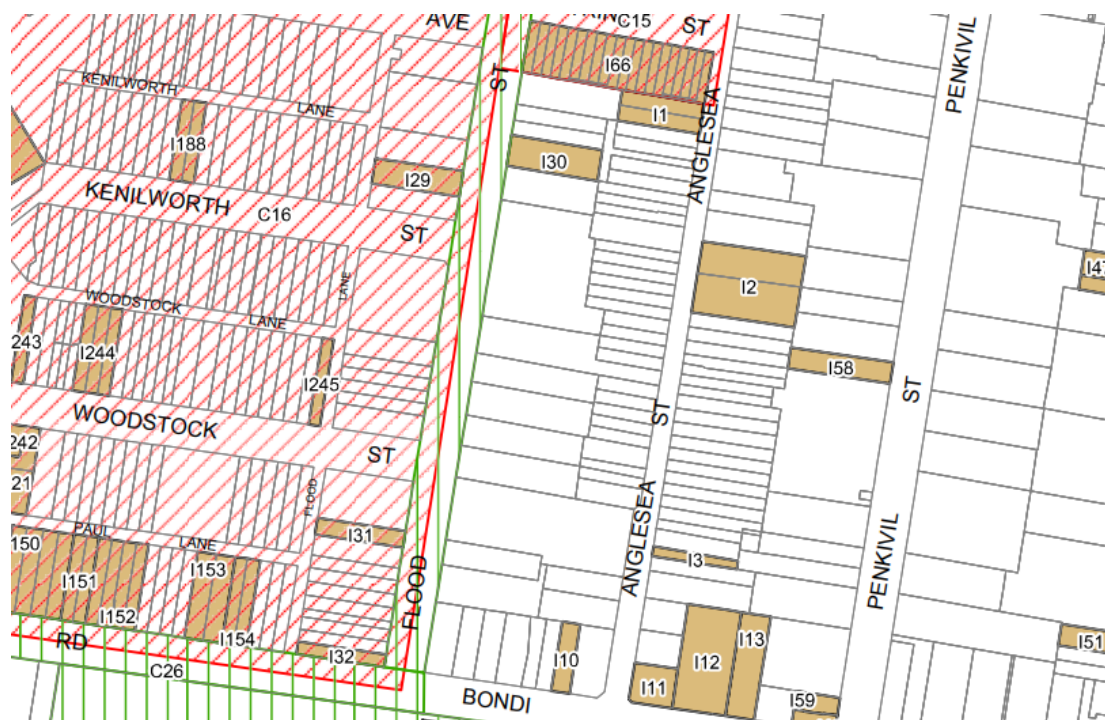 AVE
C15
ST
I66
ST
PENKIVIL
KENILWORTH
LANE
I1
ANGLESEA
I188
I30
I29
KENILWORTH
C16
ST
I47
LANE
I2
WOODSTOCK
LANE
243
I244
I58
I245
ST
ST
WOODSTOCK
ST
242
21
FLOOD
ANGLESEA
PENKIVIL
PAUL
LANE
I31
150
I3
I153
I151
FLOOD
I152
I154
I13
RD
I32
I10
I12
I51
C26
I11
BONDI
I59